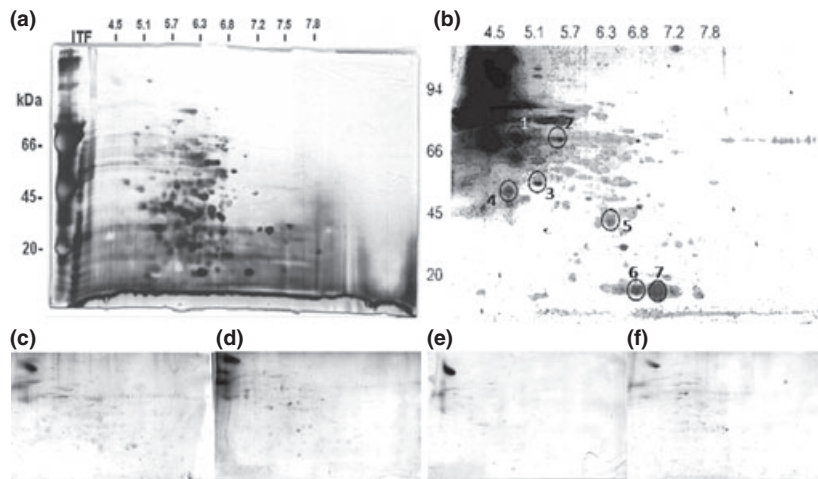 (a)
ITF 4.5 5.1 5.7 6.3 6.8 7.2 7.5 7.8
kDa
66-
45-
20-
(b)
4.5 5.1 5.7 6.3 6.8 7.2 7.8
94
66
45
20
1 2
3
4
5
6 7
(c)
(d)
(e)
(f)